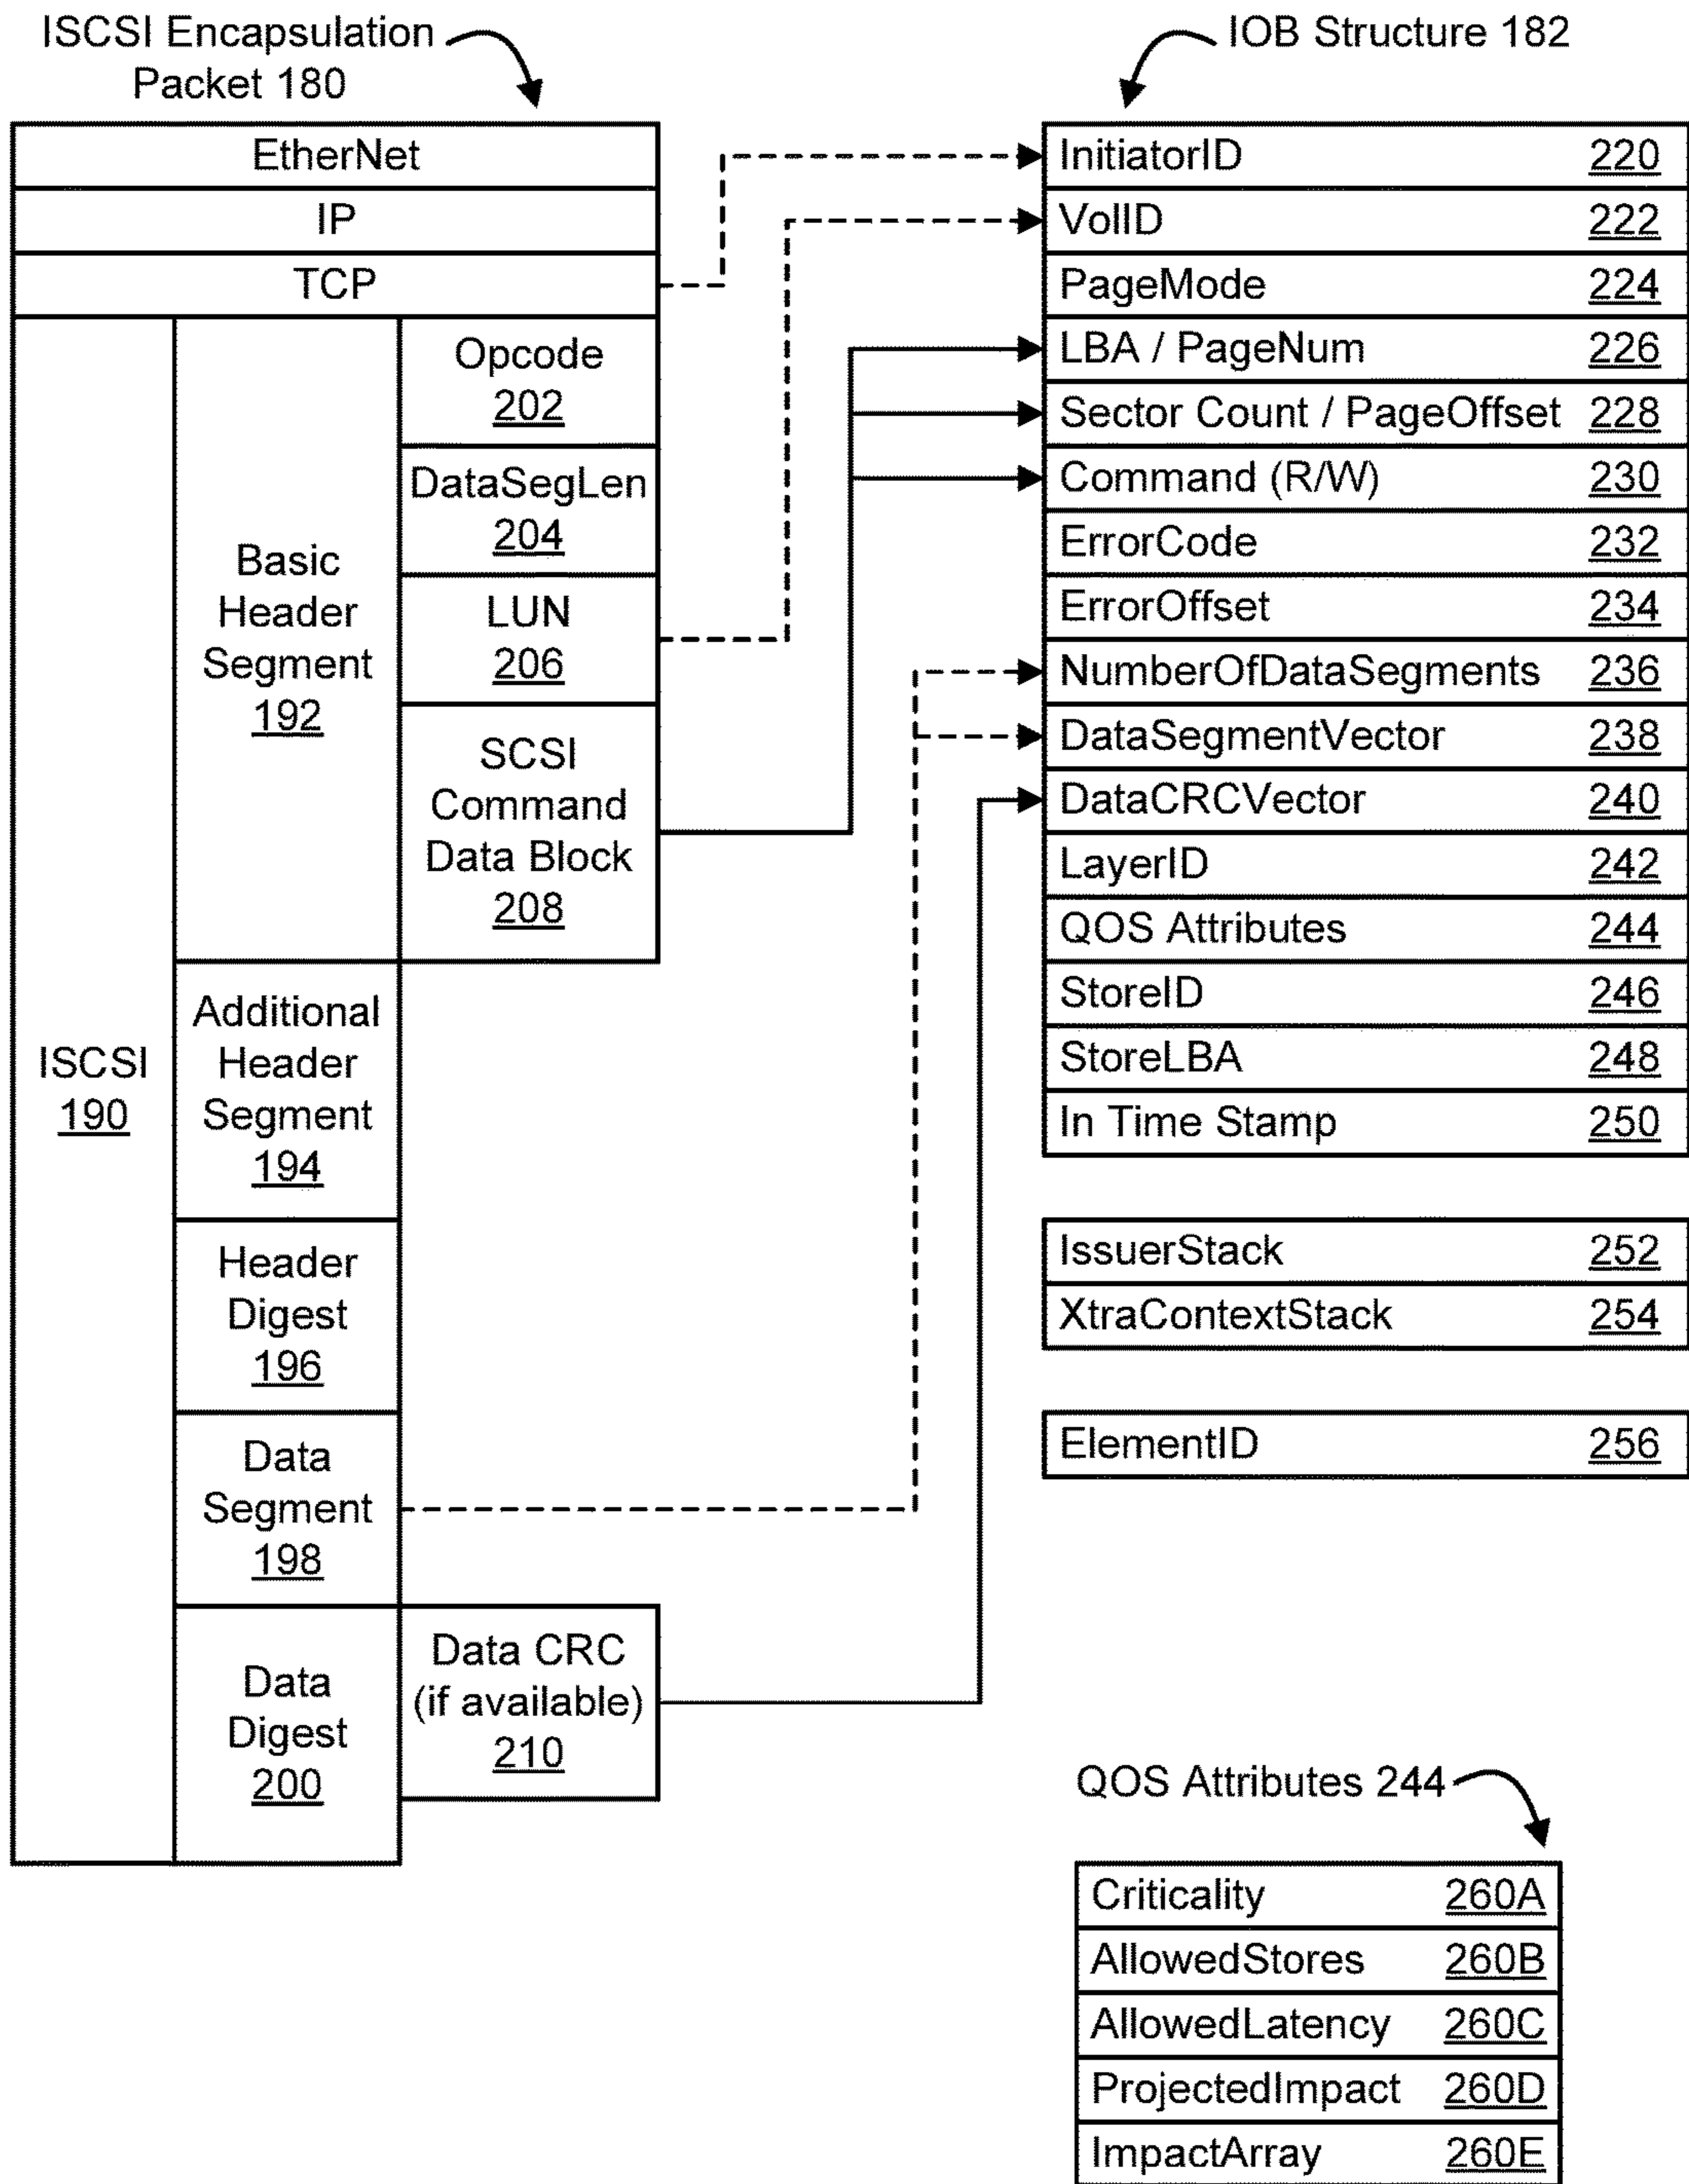 ISCSI Encapsulation
Packet 180
EtherNet
IP
TCP
ISCSI
190
Basic
Header
Segment
192
Opcode
202
DataSegLen
204
LUN
206
SCSI
Command
Data Block
208
Additional
Header
Segment
194
Header
Digest
196
Data
Segment
198
Data
Digest
200
Data CRC
(if available)
210
IOB Structure 182
InitiatorID 220
VolID 222
PageMode 224
LBA / PageNum 226
Sector Count / PageOffset 228
Command (R/W) 230
ErrorCode 232
ErrorOffset 234
NumberOfDataSegments 236
DataSegmentVector 238
DataCRCVector 240
LayerID 242
QOS Attributes 244
StoreID 246
StoreLBA 248
In Time Stamp 250
IssuerStack 252
XtraContextStack 254
ElementID 256
QOS Attributes 244
Criticality 260A
AllowedStores 260B
AllowedLatency 260C
ProjectedImpact 260D
ImpactArray 260E